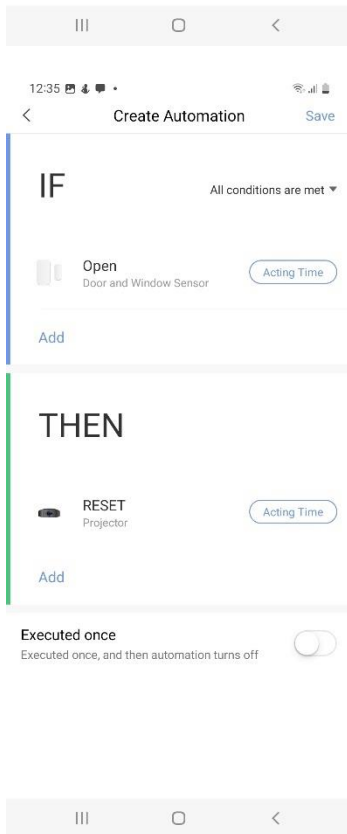 12:35
Create Automation Save
IF All conditions are met
Open Acting Time
Door and Window Sensor
Add
THEN
RESET Acting Time
Projector
Add
Executed once
Executed once, and then automation turns off